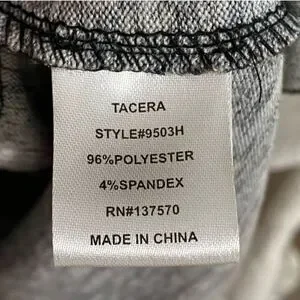 TACERA
STYLE#9503H
96%POLYESTER
4%SPANDEX
RN#137570
MADE IN CHINA